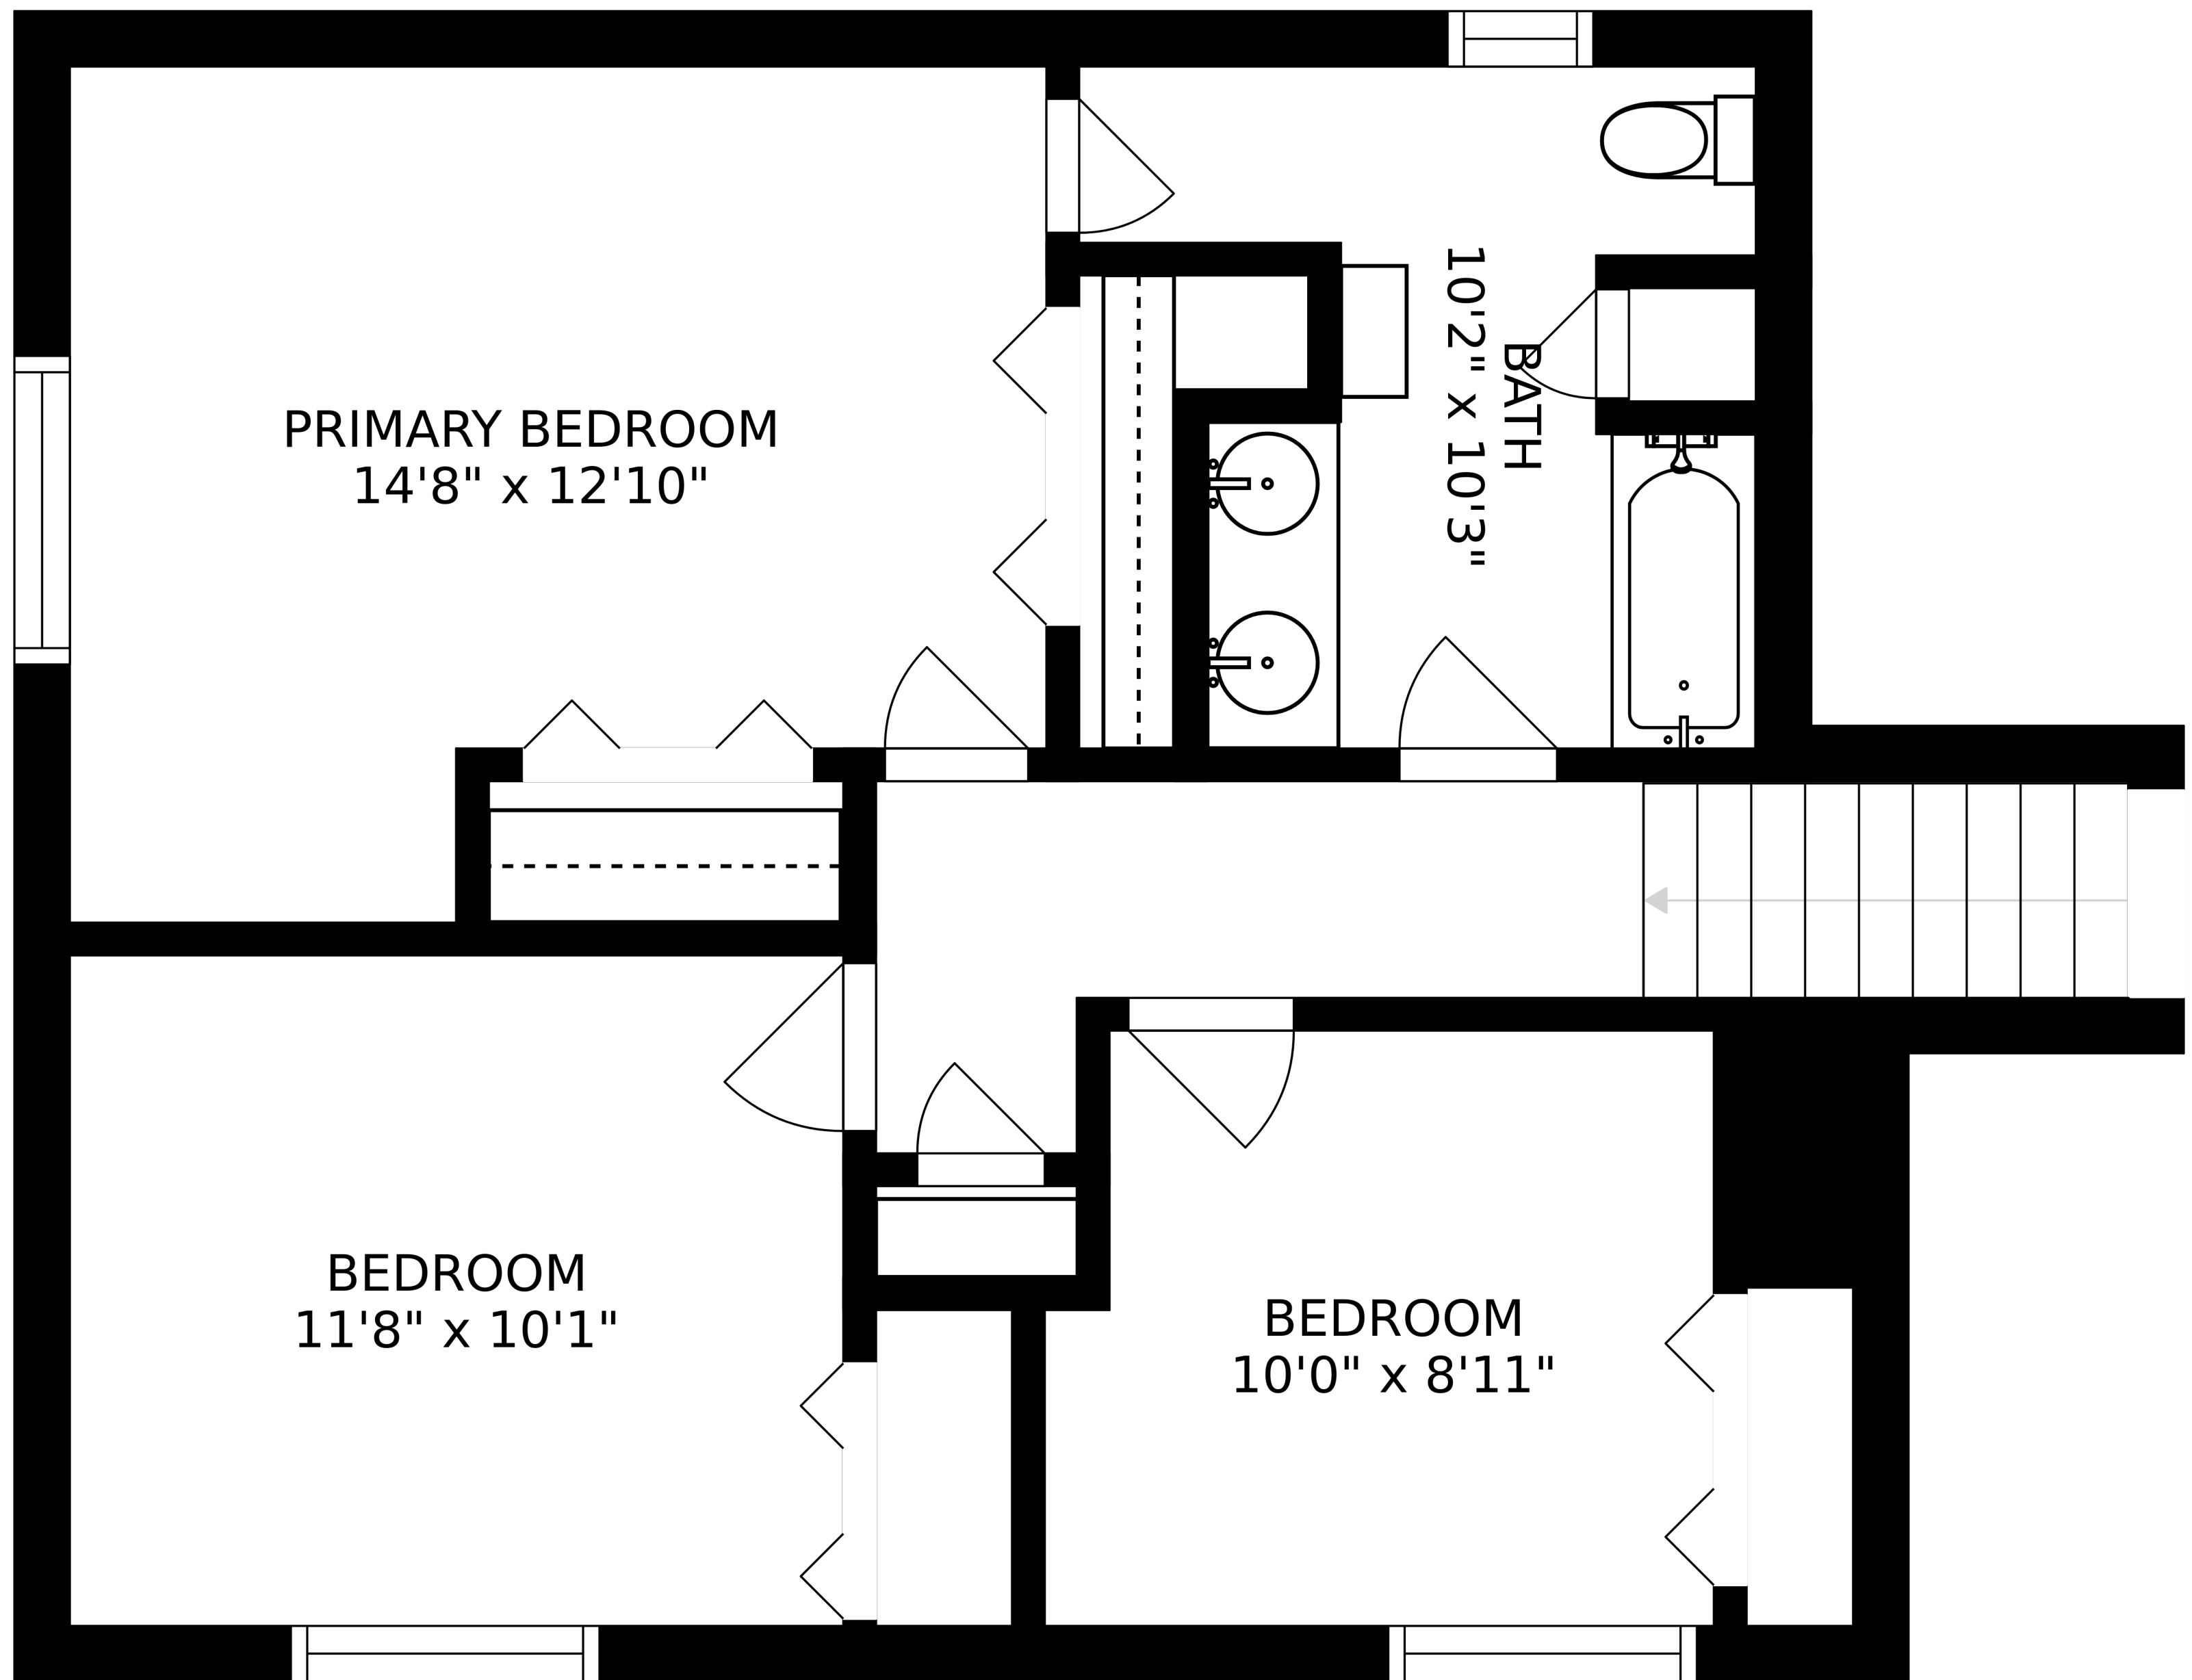 PRIMARY BEDROOM
14'8" x 12'10"
BATH
10'2" x 10'3"
BEDROOM
11'8" x 10'1"
BEDROOM
10'0" x 8'11"